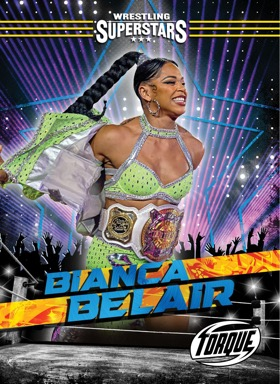 WRESTLING
SUPERSTARS
BIANCA
BELAIR
TORQUE